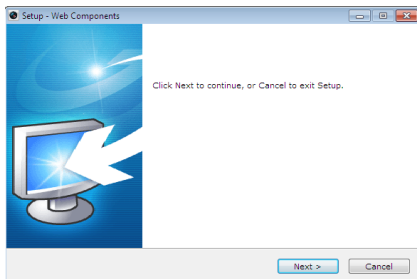 Setup - Web Components
Click Next to continue, or Cancel to exit Setup.
Next >
Cancel